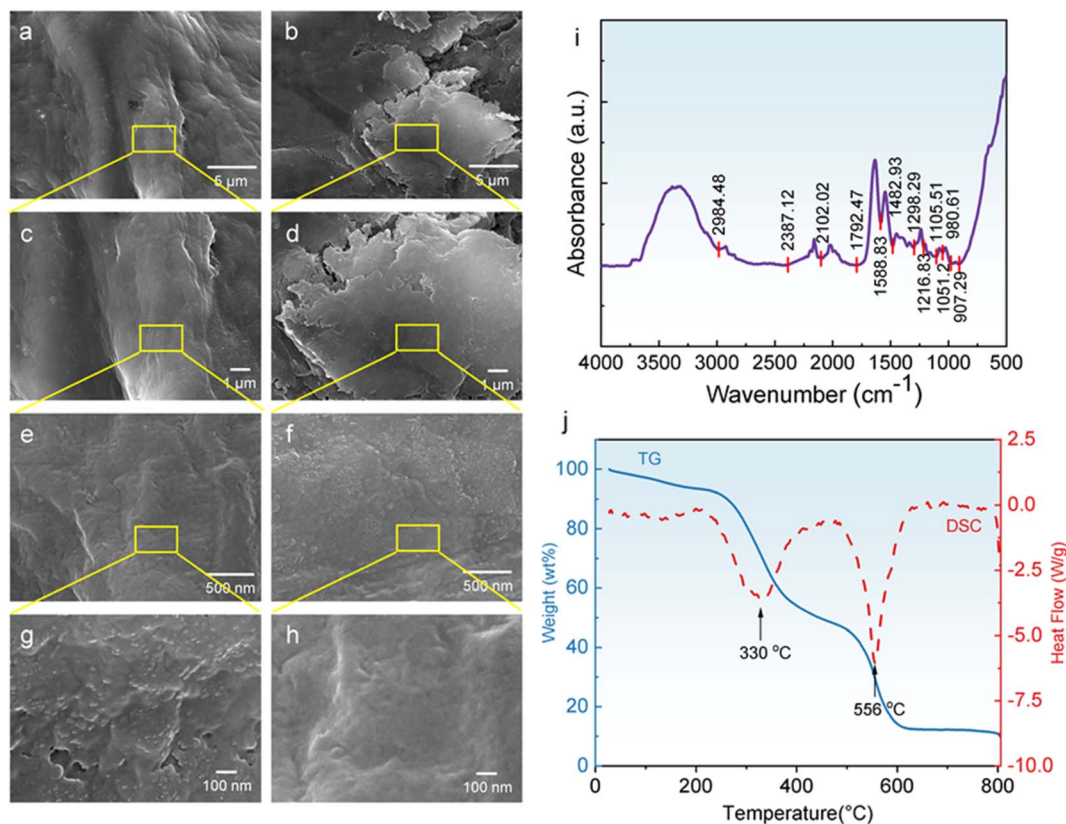 a
5 μm
b
5 μm
c
1 μm
d
1 μm
e
500 nm
f
500 nm
g
100 nm
h
100 nm
i
Absorbance (a.u.)
2984.48
2387.12
2102.02
1792.47
1588.83
1482.93
1298.29
1216.83
1105.51
1051.2
980.61
907.29
4000 3500 3000 2500 2000 1500 1000 500
Wavenumber (cm⁻¹)
j
Weight (wt%)
100
80
60
40
20
0
TG
DSC
330 °C
556 °C
2.5
0.0
-2.5
-5.0
-7.5
-10.0
Heat Flow (W/g)
0 200 400 600 800
Temperature(°C)